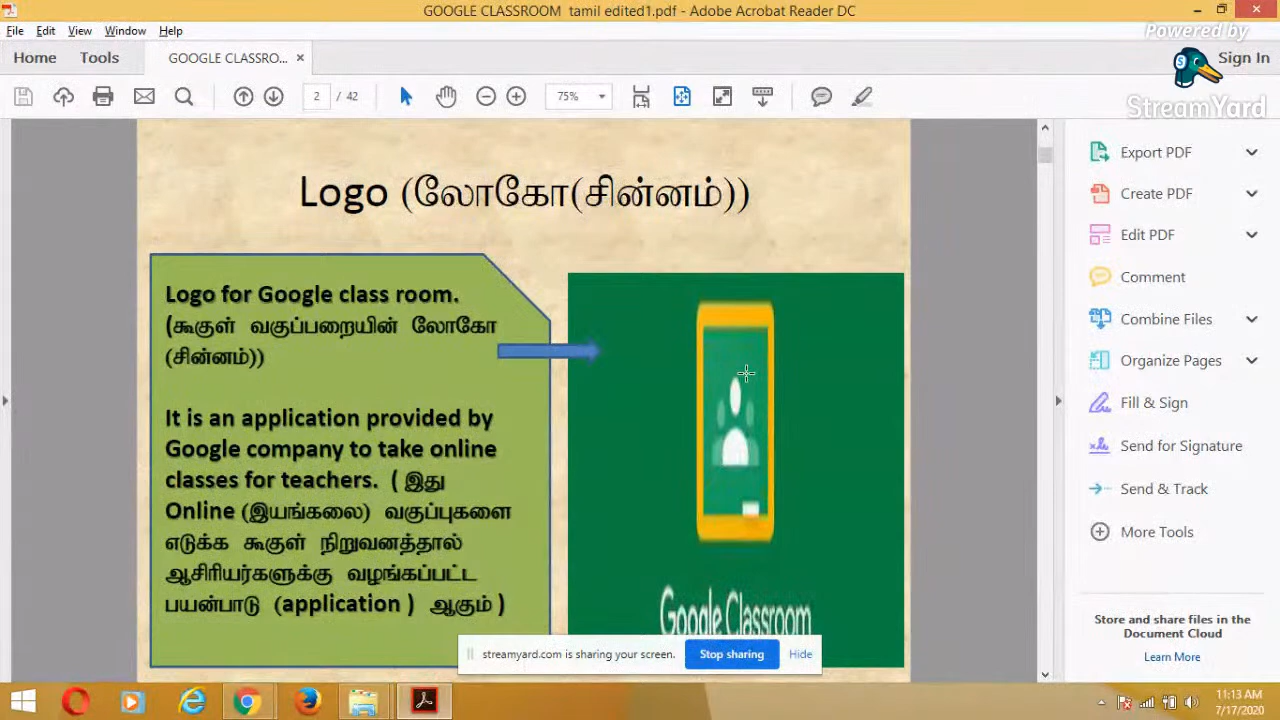 GOOGLE CLASSROOM tamil edited1.pdf - Adobe Acrobat Reader DC
File Edit View Window Help
Powered by
StreamYard
Home Tools GOOGLE CLASSRO... × Sign In
2 / 42 75%
Logo (லோகோ(சின்னம்))
Logo for Google class room.
(கூகுள் வகுப்பறையின் லோகோ
(சின்னம்))
It is an application provided by
Google company to take online
classes for teachers. ( இது
Online (இயங்கலை) வகுப்புகளை
எடுக்க கூகுள் நிறுவனத்தால்
ஆசிரியர்களுக்கு வழங்கப்பட்ட
பயன்பாடு (application ) ஆகும் )
Google Classroom
Export PDF
Create PDF
Edit PDF
Comment
Combine Files
Organize Pages
Fill & Sign
Send for Signature
Send & Track
More Tools
Store and share files in the
Document Cloud
Learn More
streamyard.com is sharing your screen. Stop sharing Hide
11:13 AM
7/17/2020